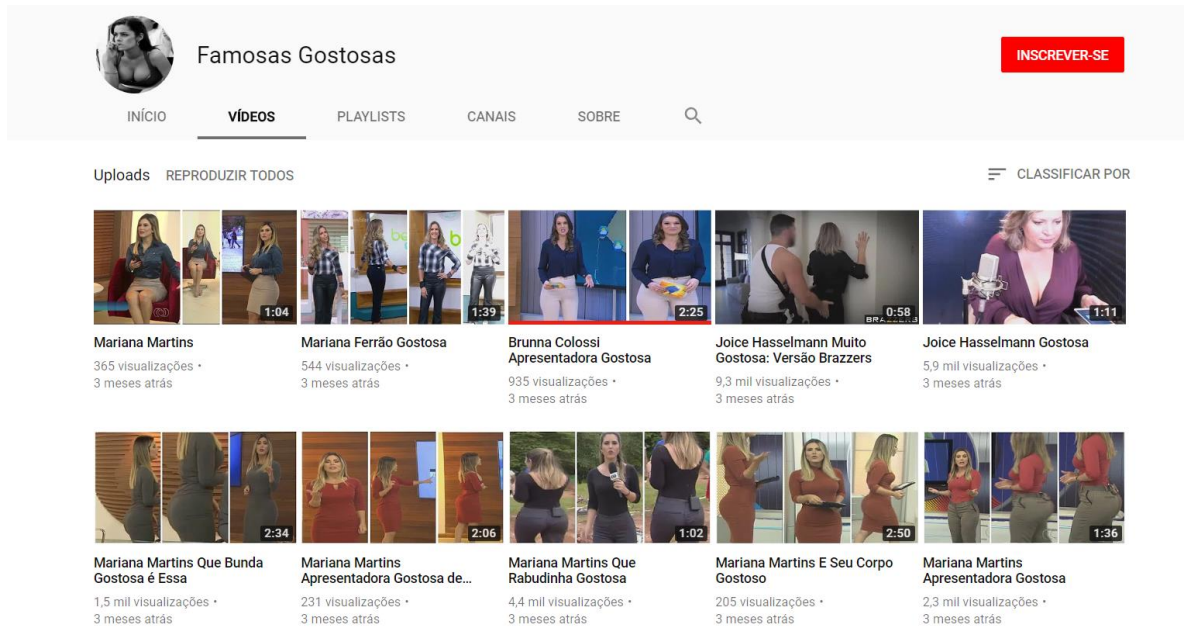 Famosas Gostosas
INSCREVER-SE
INÍCIO VÍDEOS PLAYLISTS CANAIS SOBRE
Uploads REPRODUZIR TODOS CLASSIFICAR POR
1:04 1:39 2:25 0:58 1:11
BRAZZERS
Mariana Martins
365 visualizações •
3 meses atrás
Mariana Ferrão Gostosa
544 visualizações •
3 meses atrás
Brunna Colossi
Apresentadora Gostosa
935 visualizações •
3 meses atrás
Joice Hasselmann Muito
Gostosa: Versão Brazzers
9,3 mil visualizações •
3 meses atrás
Joice Hasselmann Gostosa
5,9 mil visualizações •
3 meses atrás
2:34 2:06 1:02 2:50 1:36
Mariana Martins Que Bunda
Gostosa é Essa
1,5 mil visualizações •
3 meses atrás
Mariana Martins
Apresentadora Gostosa de...
231 visualizações •
3 meses atrás
Mariana Martins Que
Rabudinha Gostosa
4,4 mil visualizações •
3 meses atrás
Mariana Martins E Seu Corpo
Gostoso
205 visualizações •
3 meses atrás
Mariana Martins
Apresentadora Gostosa
2,3 mil visualizações •
3 meses atrás